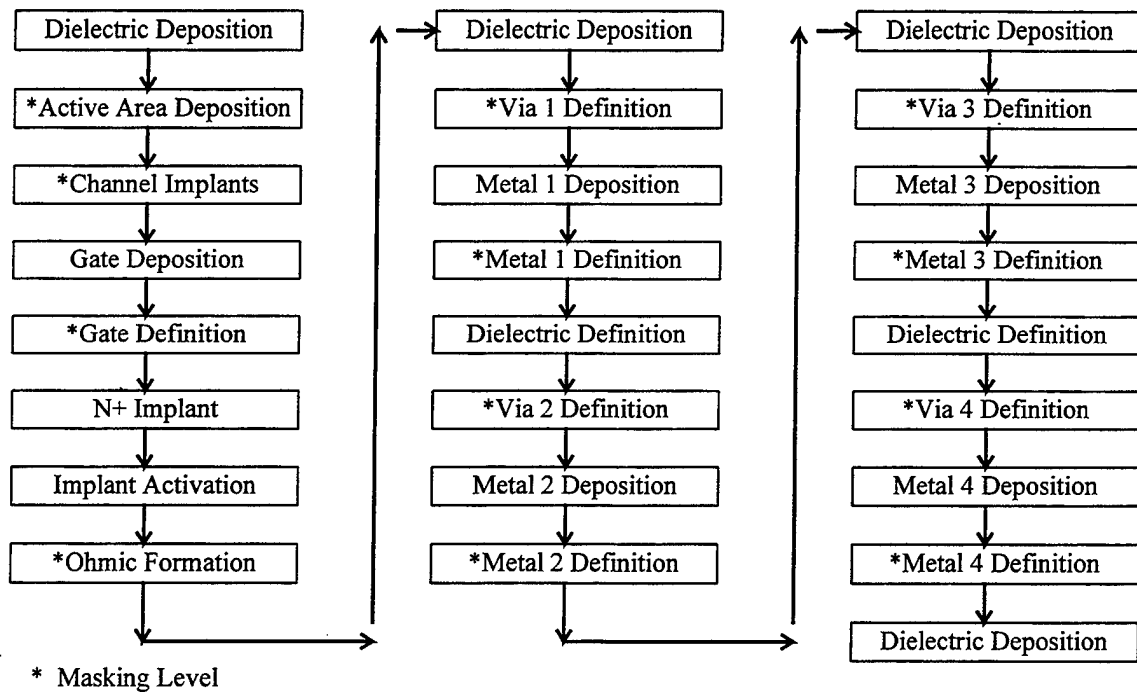 Dielectric Deposition
*Active Area Deposition
*Channel Implants
Gate Deposition
*Gate Definition
N+ Implant
Implant Activation
*Ohmic Formation
Dielectric Deposition
*Via 1 Definition
Metal 1 Deposition
*Metal 1 Definition
Dielectric Definition
*Via 2 Definition
Metal 2 Deposition
*Metal 2 Definition
Dielectric Deposition
*Via 3 Definition
Metal 3 Deposition
*Metal 3 Definition
Dielectric Definition
*Via 4 Definition
Metal 4 Deposition
*Metal 4 Definition
Dielectric Deposition
* Masking Level